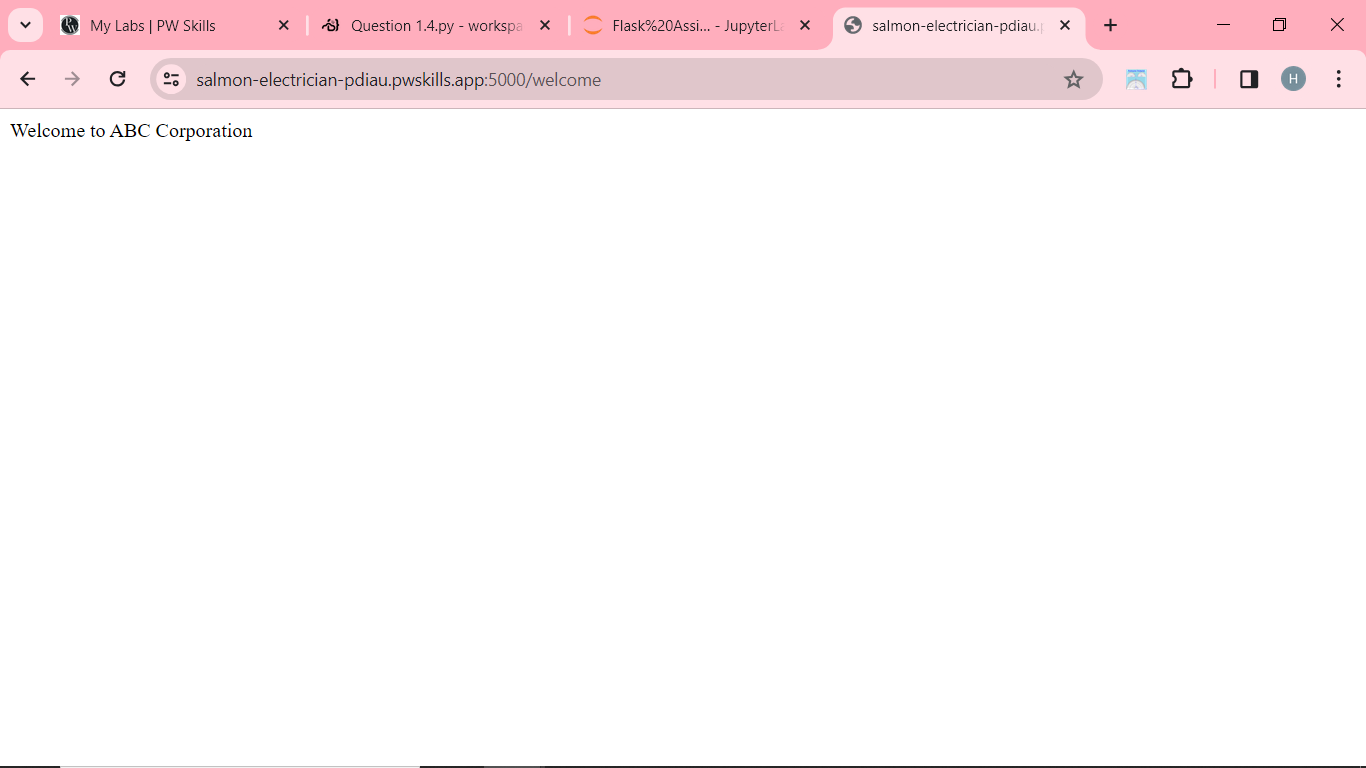 My Labs | PW Skills
Question 1.4.py - workspa
Flask%20Assi... - JupyterLa
salmon-electrician-pdiau.p
salmon-electrician-pdiau.pwskills.app:5000/welcome
H
Welcome to ABC Corporation